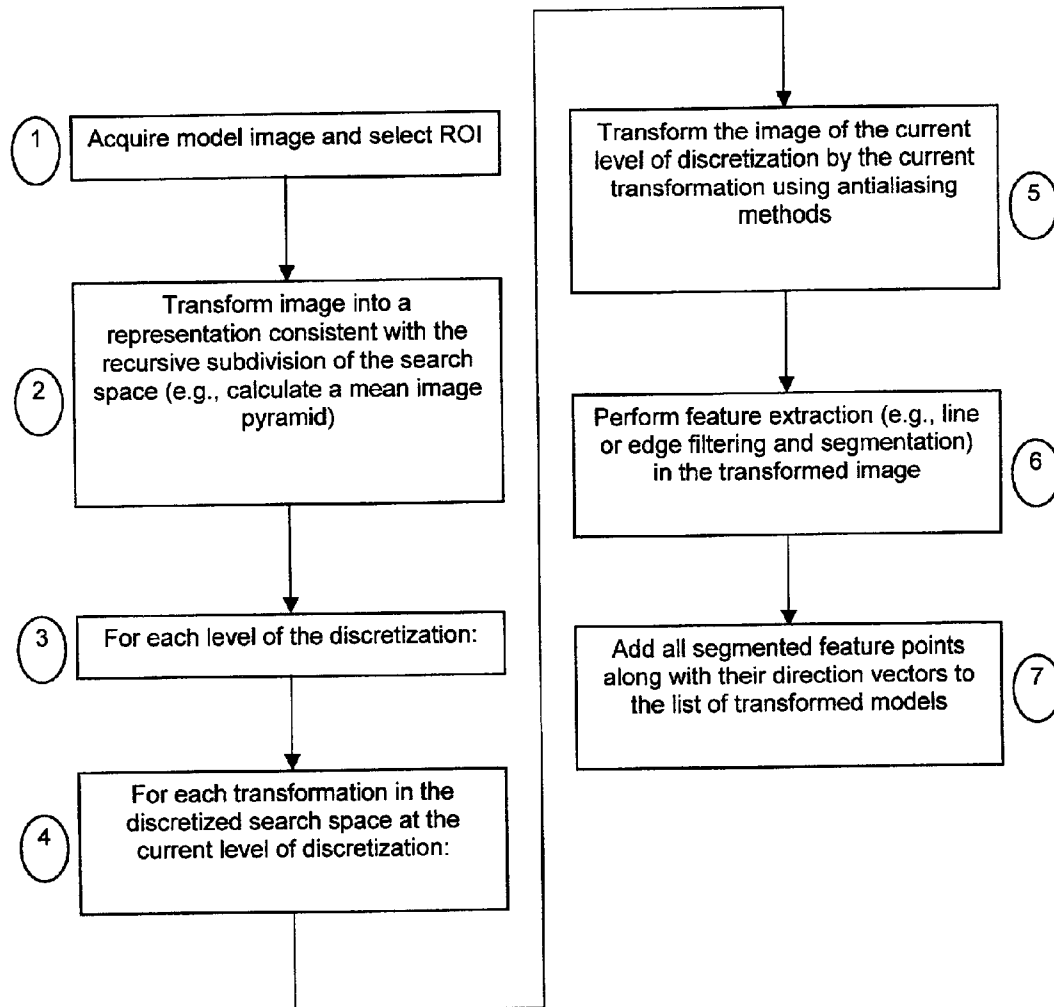 1
Acquire model image and select ROI
2
Transform image into a
representation consistent with the
recursive subdivision of the search
space (e.g., calculate a mean image
pyramid)
3
For each level of the discretization:
4
For each transformation in the
discretized search space at the
current level of discretization:
Transform the image of the current
level of discretization by the current
transformation using antialiasing
methods
5
Perform feature extraction (e.g., line
or edge filtering and segmentation)
in the transformed image
6
Add all segmented feature points
along with their direction vectors to
the list of transformed models
7